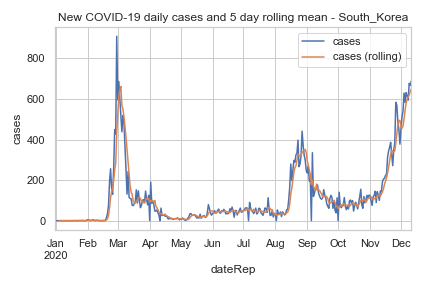 New COVID-19 daily cases and 5 day rolling mean - South_Korea
cases
cases (rolling)
cases
800
600
400
200
0
Jan Feb Mar Apr May Jun Jul Aug Sep Oct Nov Dec
2020
dateRep